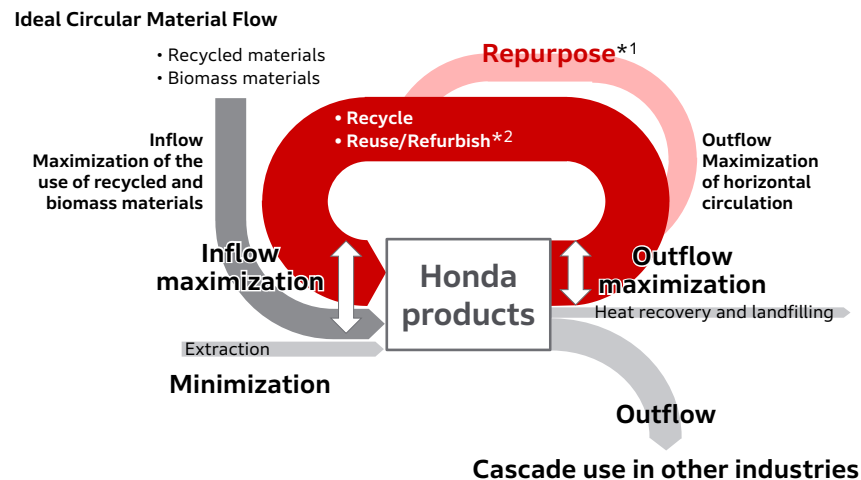 Ideal Circular Material Flow
• Recycled materials
• Biomass materials
Repurpose*1
• Recycle
• Reuse/Refurbish*2
Inflow
Maximization of the
use of recycled and
biomass materials
Outflow
Maximization
of horizontal
circulation
Inflow
maximization
Honda
products
Outflow
maximization
Heat recovery and landfilling
Extraction
Minimization
Outflow
Cascade use in other industries